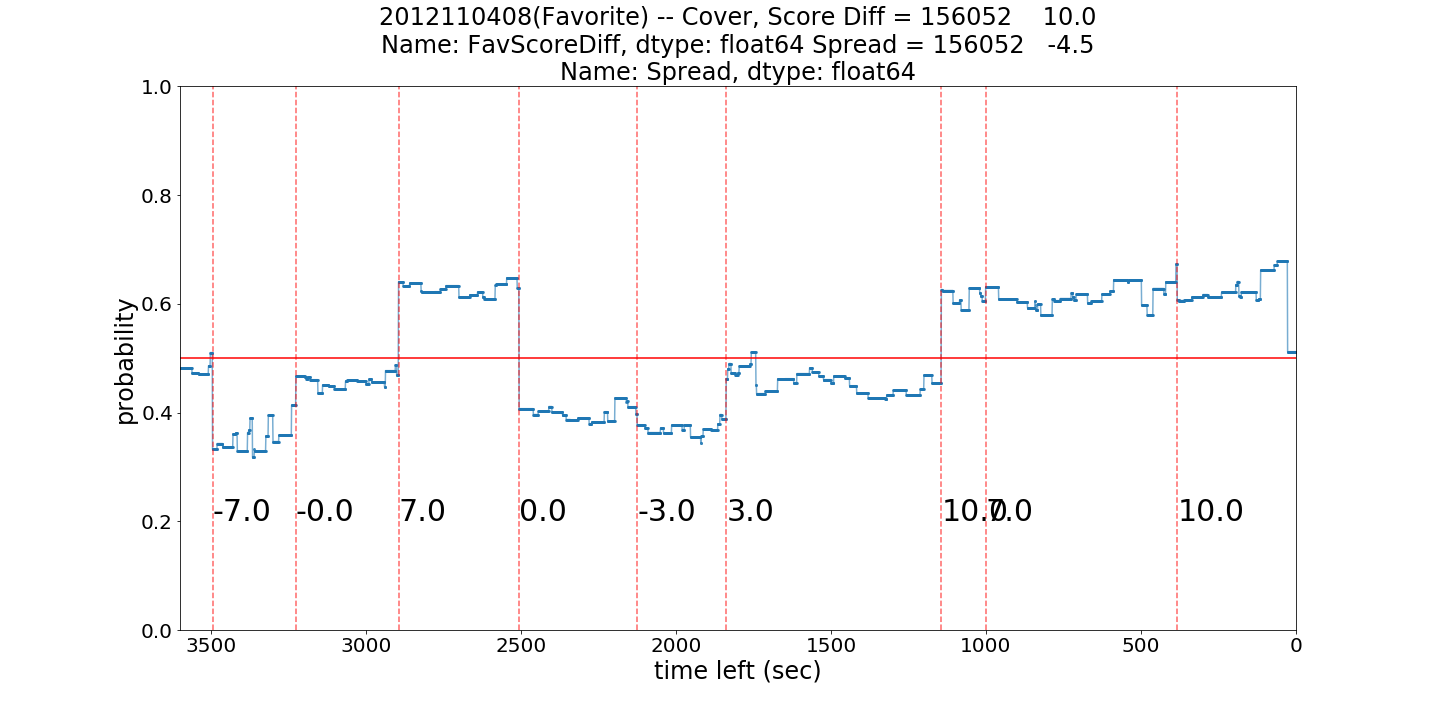 2012110408(Favorite) -- Cover, Score Diff = 156052    10.0
Name: FavScoreDiff, dtype: float64 Spread = 156052   -4.5
Name: Spread, dtype: float64
1.0
0.8
0.6
0.4
0.2
0.0
probability
-7.0 -0.0 7.0 0.0 -3.0 3.0 10.0 7.0 10.0
3500 3000 2500 2000 1500 1000 500 0
time left (sec)